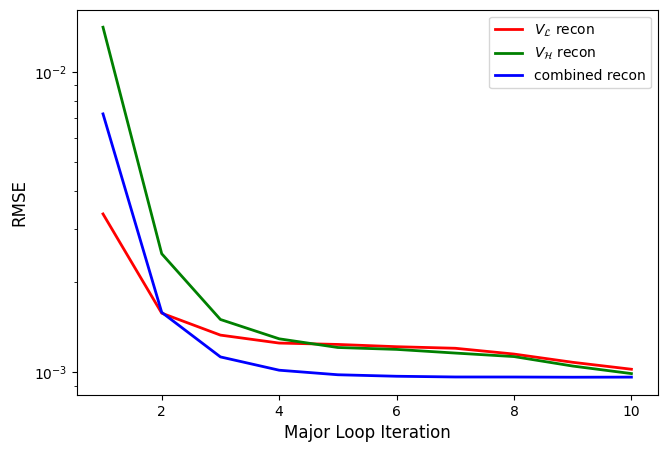 V_ℒ recon
V_ℋ recon
combined recon
10⁻²
10⁻³
RMSE
2 4 6 8 10
Major Loop Iteration